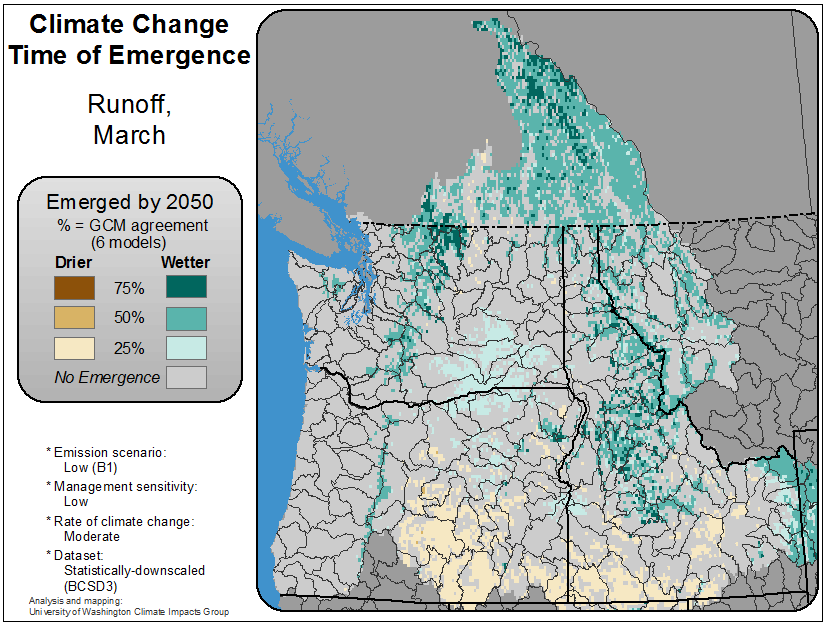 Climate Change
Time of Emergence
Runoff,
March
Emerged by 2050
% = GCM agreement
(6 models)
Drier Wetter
75%
50%
25%
No Emergence
* Emission scenario:
Low (B1)
* Management sensitivity:
Low
* Rate of climate change:
Moderate
* Dataset:
Statistically-downscaled
(BCSD3)
Analysis and mapping:
University of Washington Climate Impacts Group